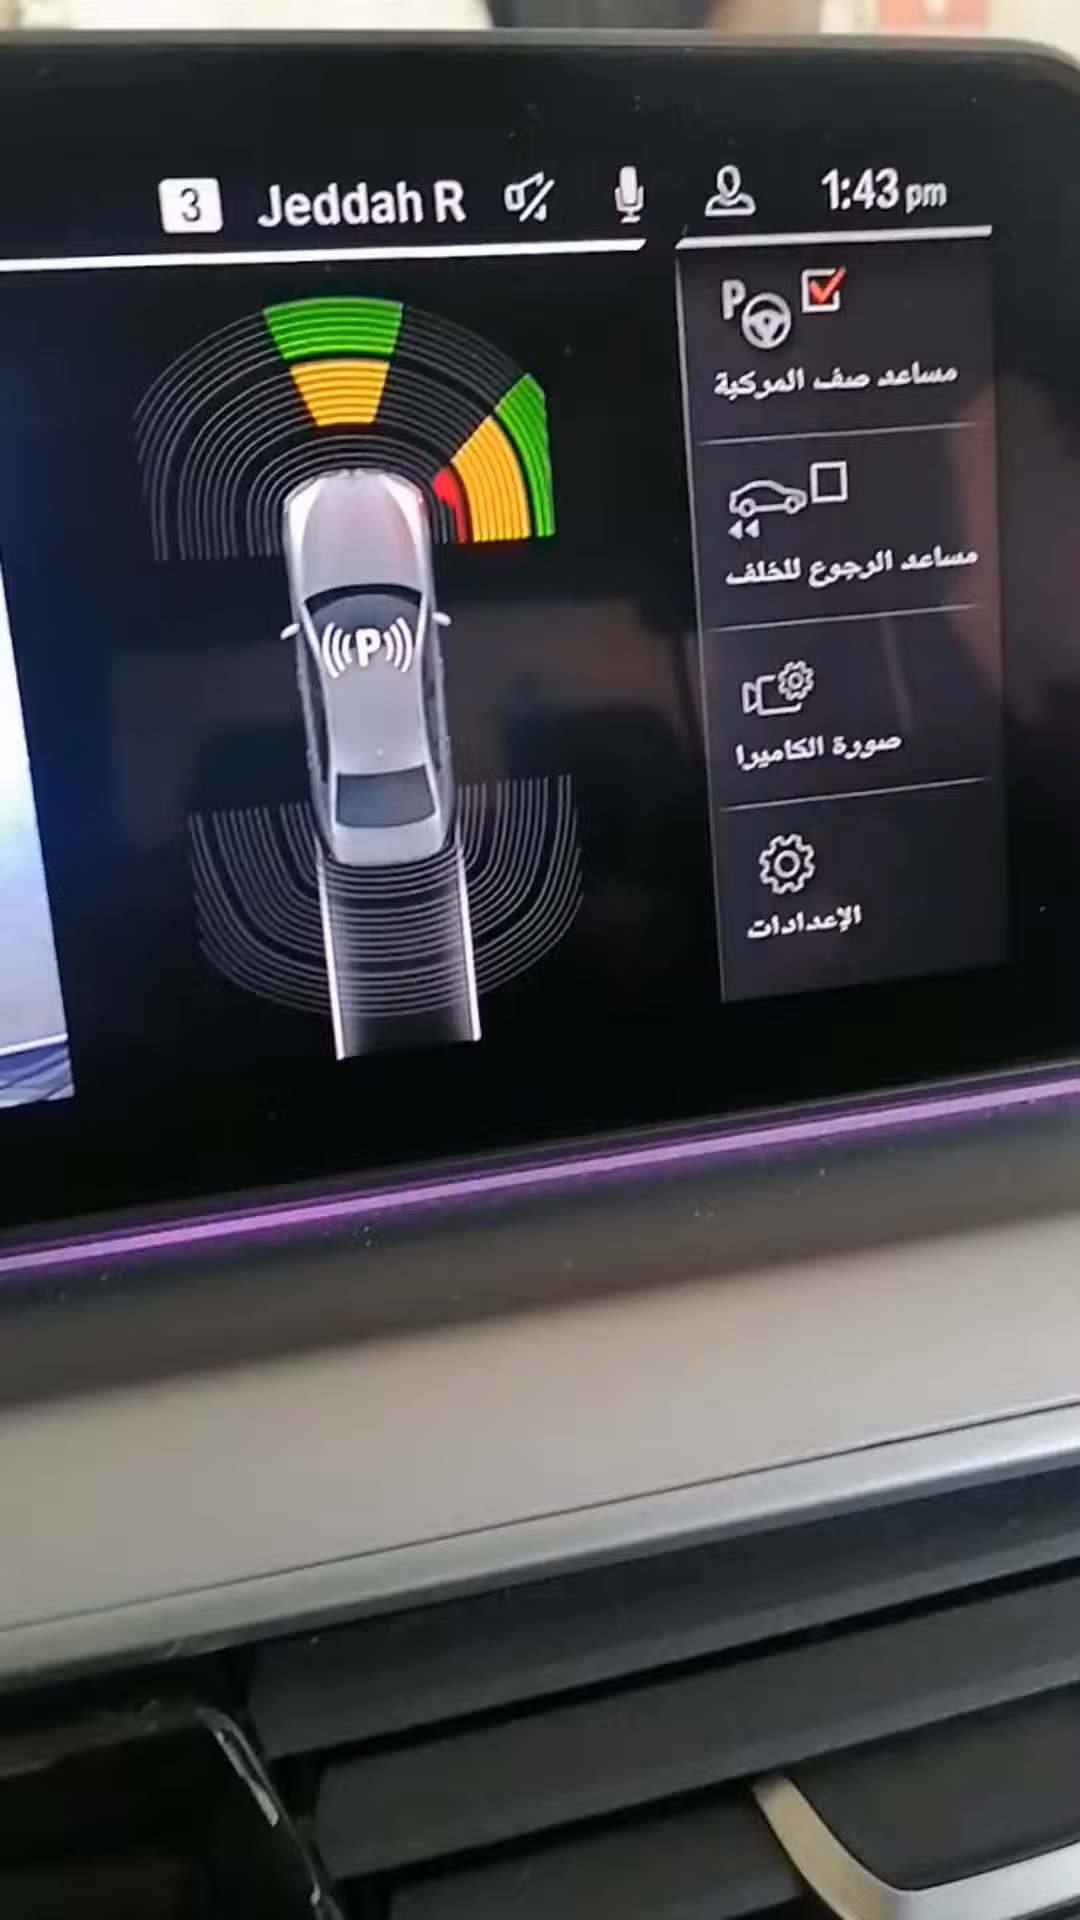 3 Jeddah R 1:43 pm
P
مساعد صف المركبة
مساعد الرجوع للخلف
صورة الكاميرا
الإعدادات
P